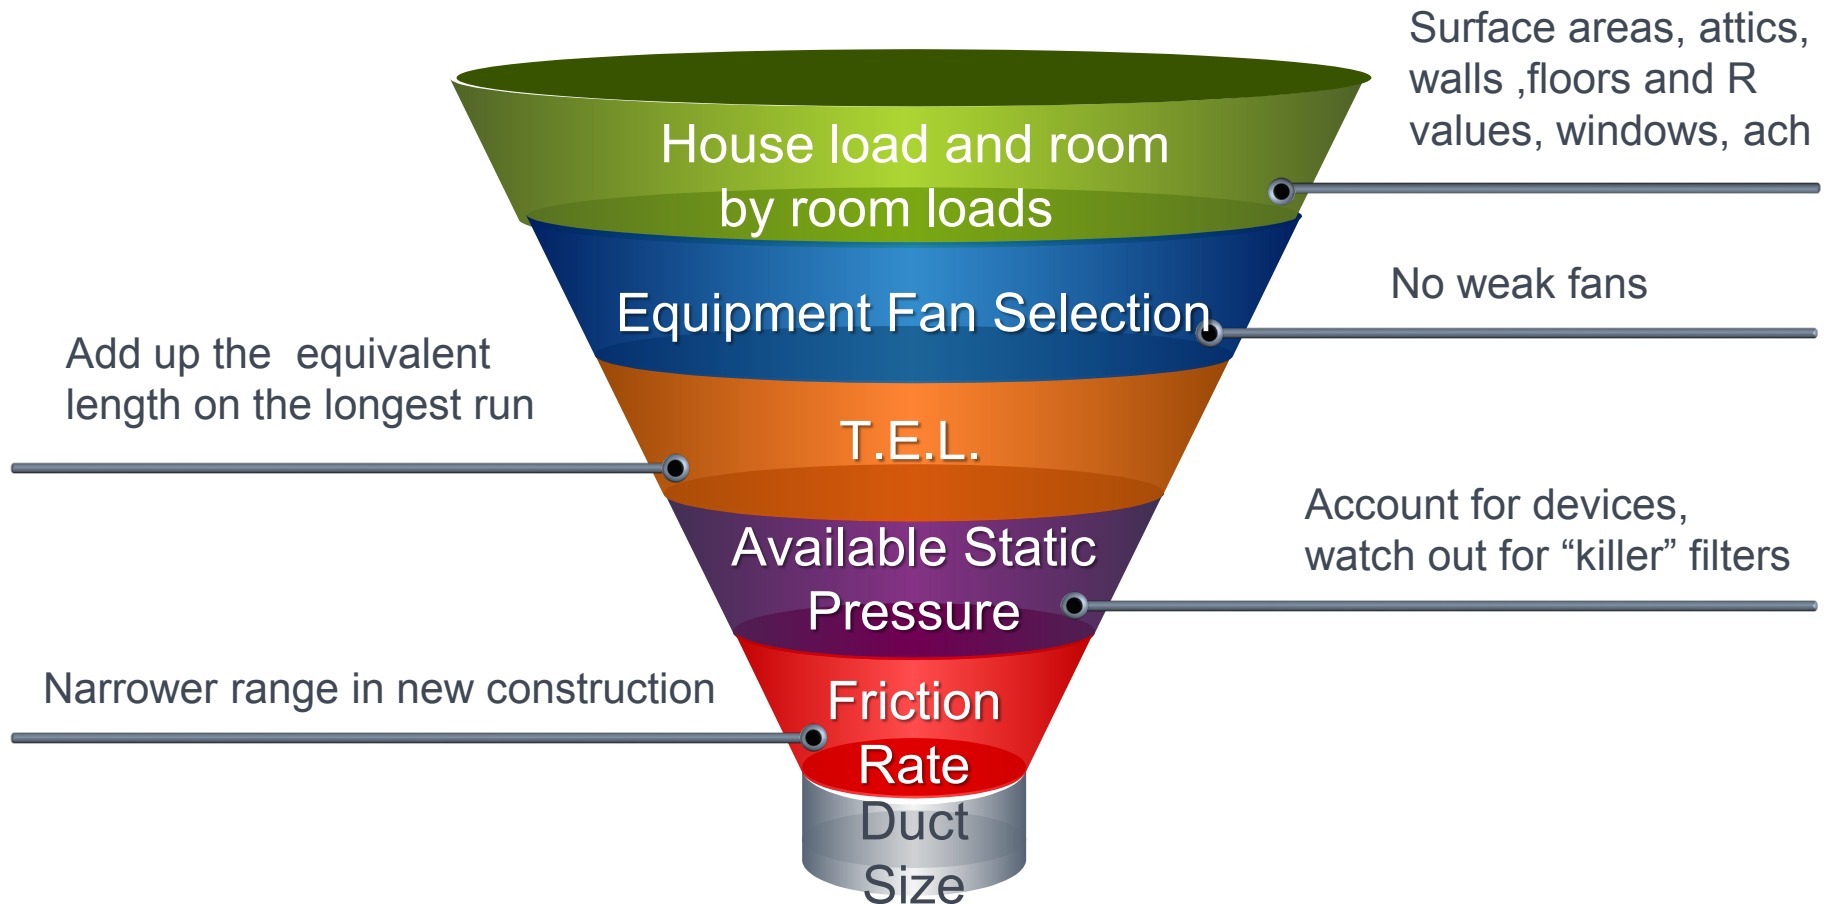 Surface areas, attics,
walls ,floors and R
values, windows, ach
House load and room
by room loads
No weak fans
Equipment Fan Selection
Add up the  equivalent
length on the longest run
T.E.L.
Account for devices,
watch out for “killer” filters
Available Static
Pressure
Narrower range in new construction
Friction
Rate
Duct
Size